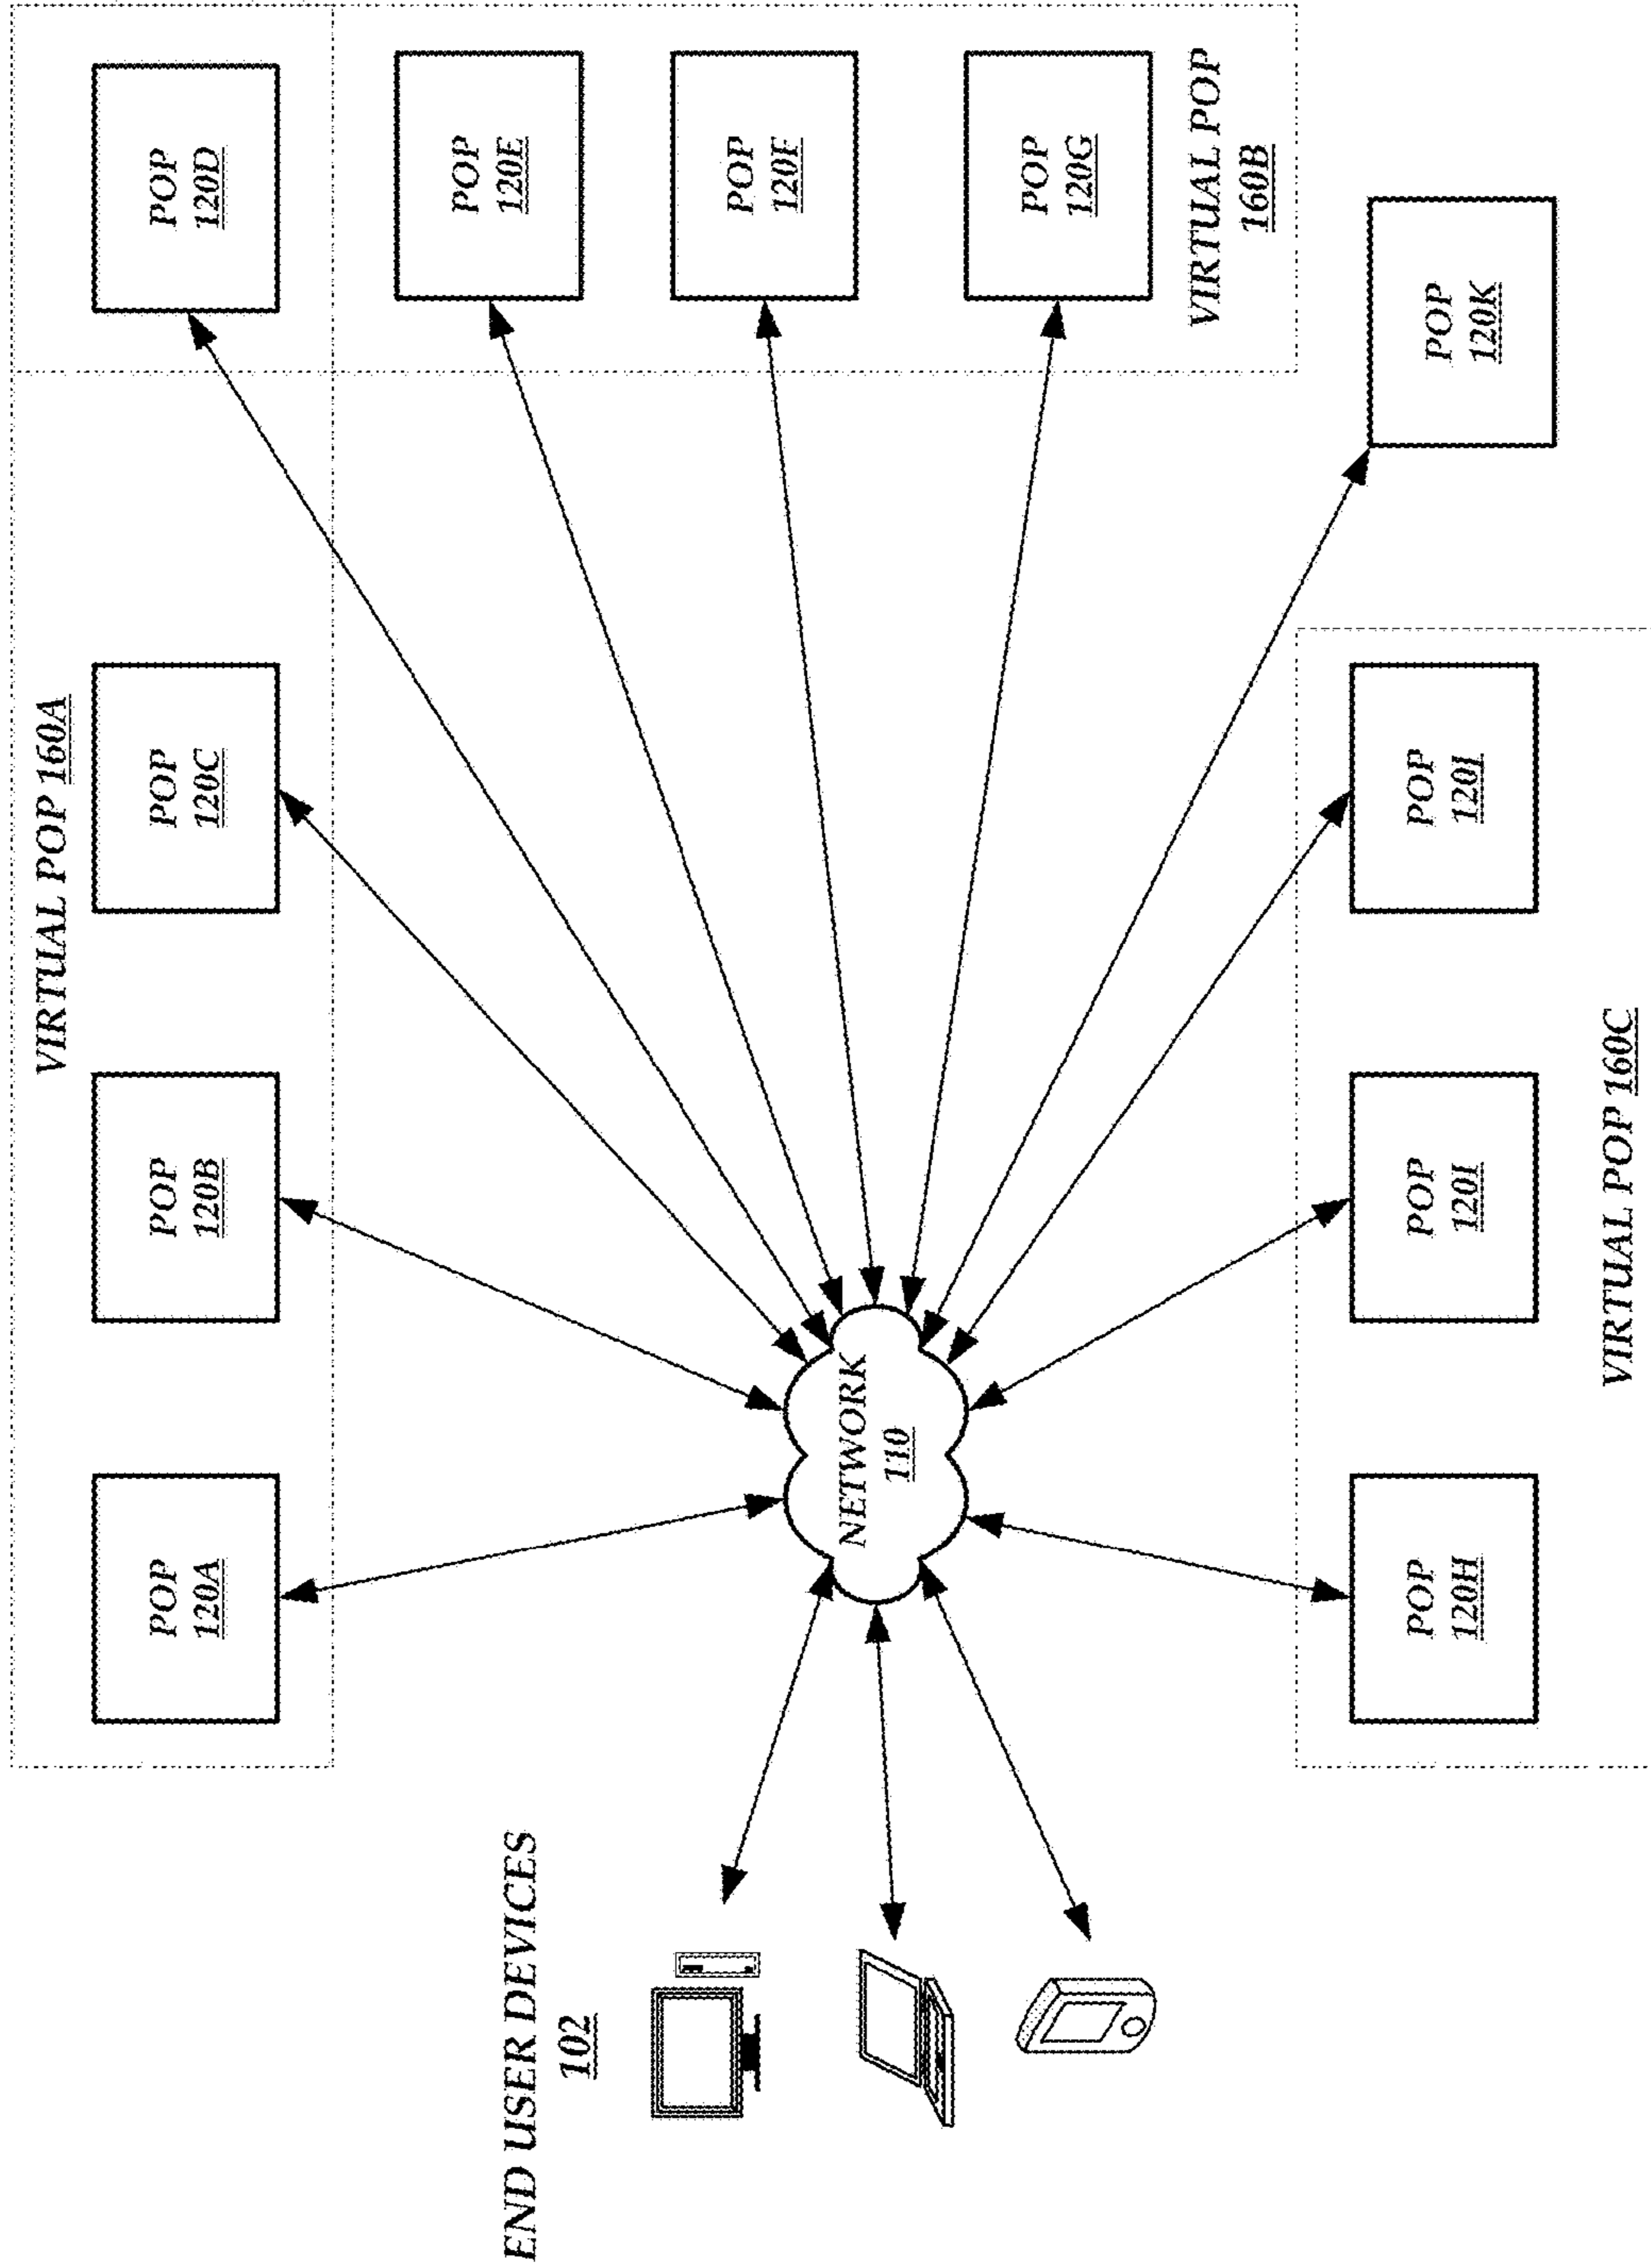 VIRTUAL POP 160A
POP
120A
POP
120B
POP
120C
POP
120D
POP
120E
END USER DEVICES
102
POP
120F
NETWORK
110
POP
120G
VIRTUAL POP
160B
POP
120H
POP
120I
POP
120J
POP
120K
VIRTUAL POP 160C